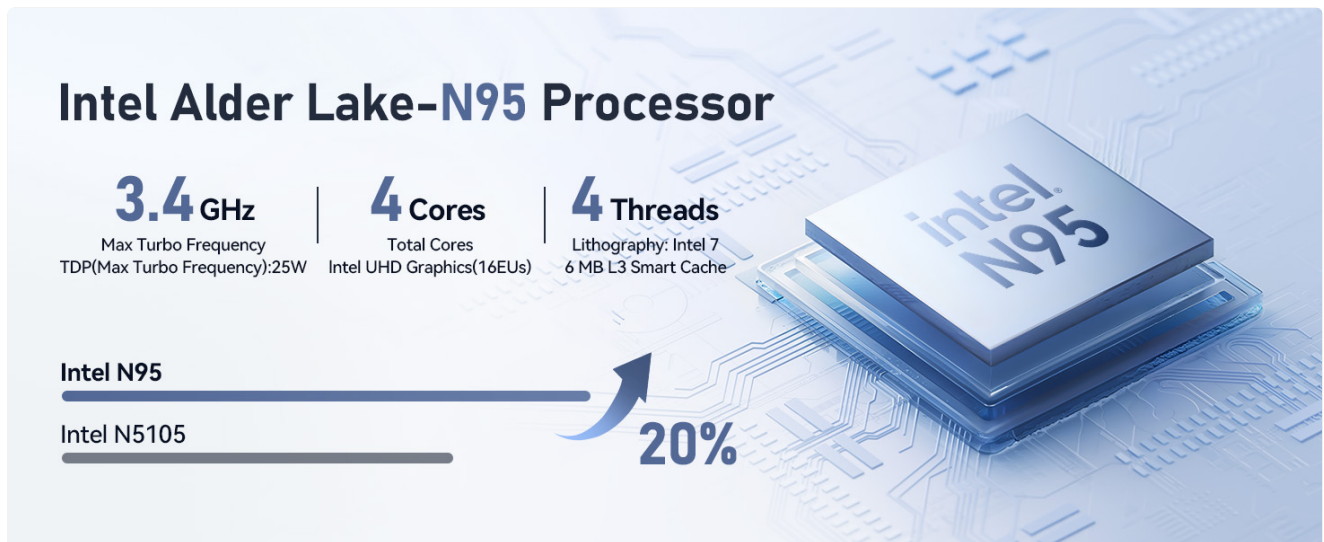 Intel Alder Lake-N95 Processor
3.4 GHz
Max Turbo Frequency
TDP(Max Turbo Frequency):25W
4 Cores
Total Cores
Intel UHD Graphics(16EUs)
4 Threads
Lithography: Intel 7
6 MB L3 Smart Cache
intel®
N95
Intel N95
Intel N5105
20%